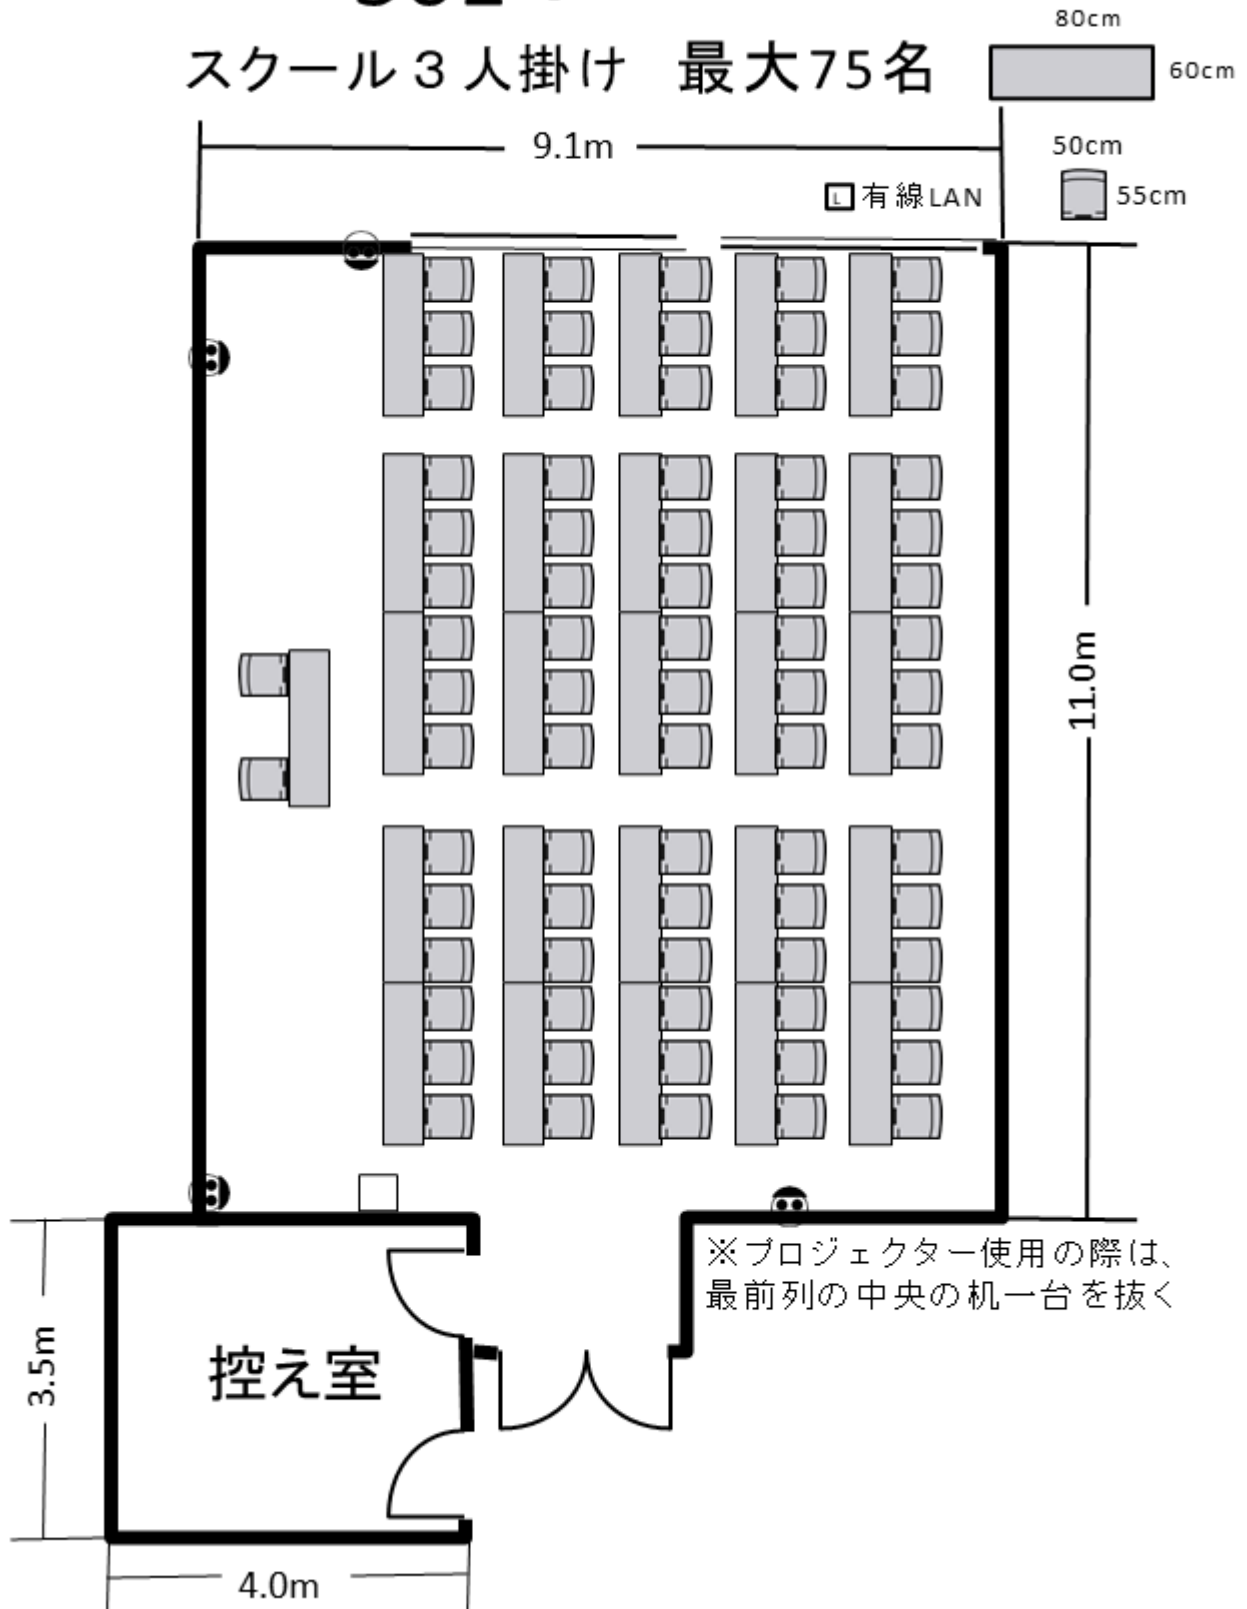 スクール３人掛け　最大75名
80cm
60cm
9.1m
50cm
55cm
L 有線LAN
11.0m
※プロジェクター使用の際は、
最前列の中央の机一台を抜く
控え室
3.5m
4.0m